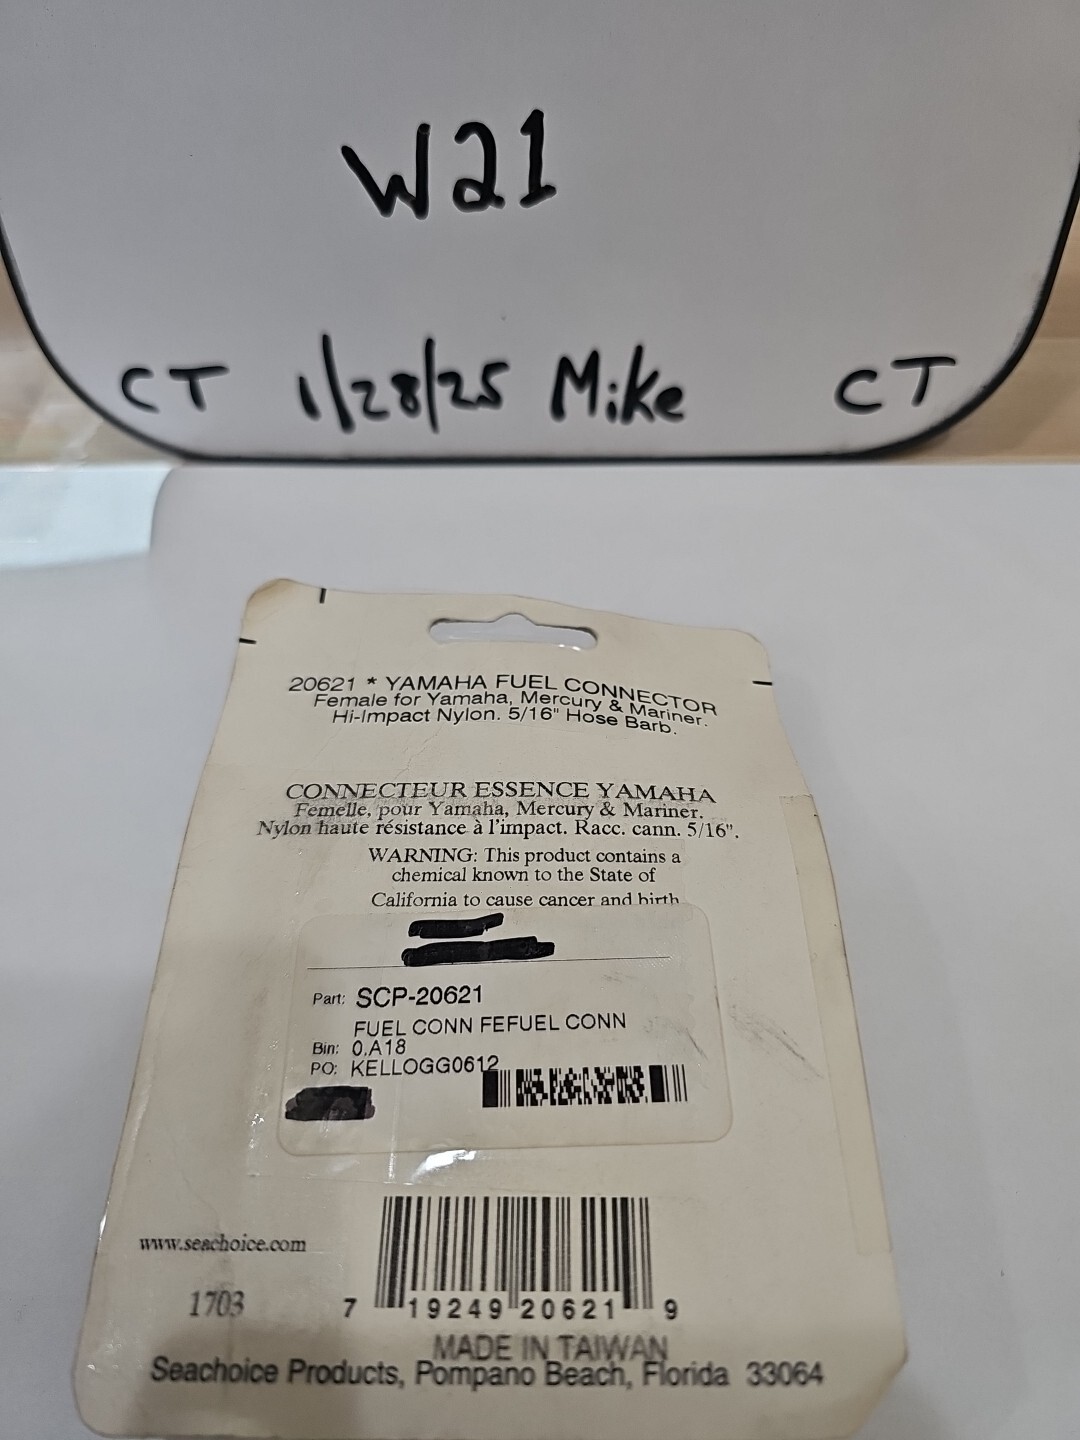 W21
CT 1/28/25 Mike CT
20621 * YAMAHA FUEL CONNECTOR
Female for Yamaha, Mercury & Mariner.
Hi-Impact Nylon. 5/16" Hose Barb.
CONNECTEUR ESSENCE YAMAHA
Femelle, pour Yamaha, Mercury & Mariner.
Nylon haute résistance à l'impact. Racc. cann. 5/16".
WARNING: This product contains a
chemical known to the State of
California to cause cancer and birth
Part: SCP-20621
FUEL CONN FEFUEL CONN
Bin: 0.A18
PO: KELLOGG0612
www.seachoice.com
1703
7 19249 20621 9
MADE IN TAIWAN
Seachoice Products, Pompano Beach, Florida 33064